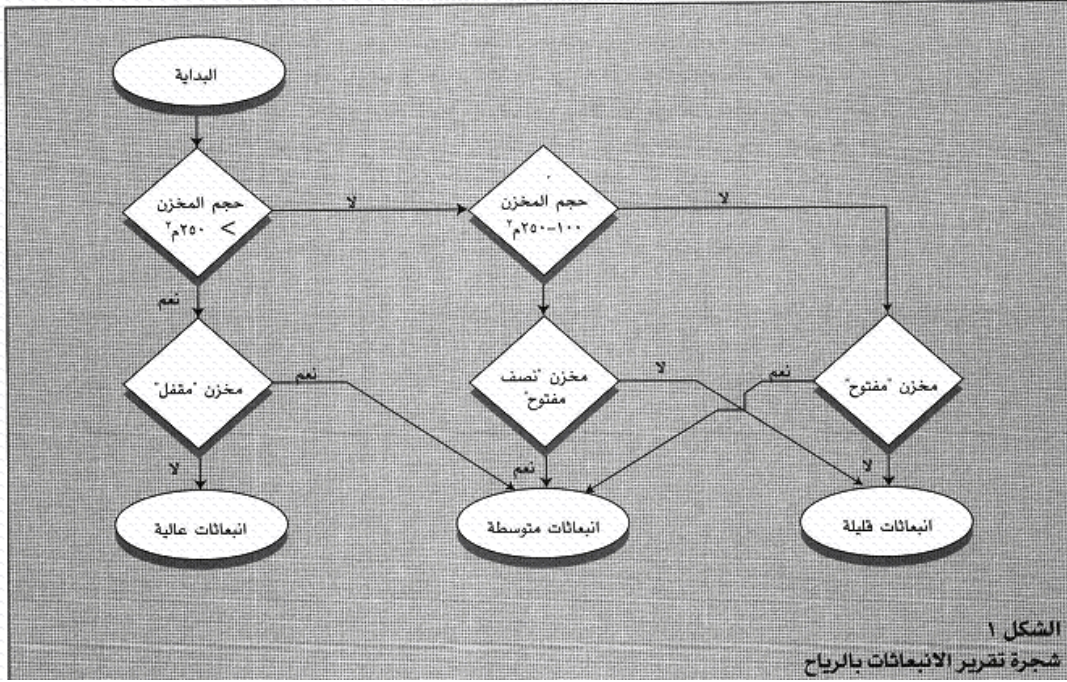 البداية
حجم المخزن
> ٢٥٠م٢
لا
حجم المخزن
١٠٠-٢٥٠م٢
لا
نعم
مخزن "مقفل"
نعم
مخزن "نصف
مفتوح"
لا
مخزن "مفتوح"
نعم
لا
نعم
لا
انبعاثات عالية
انبعاثات متوسطة
انبعاثات قليلة
الشكل ١
شجرة تقرير الانبعاثات بالرياح